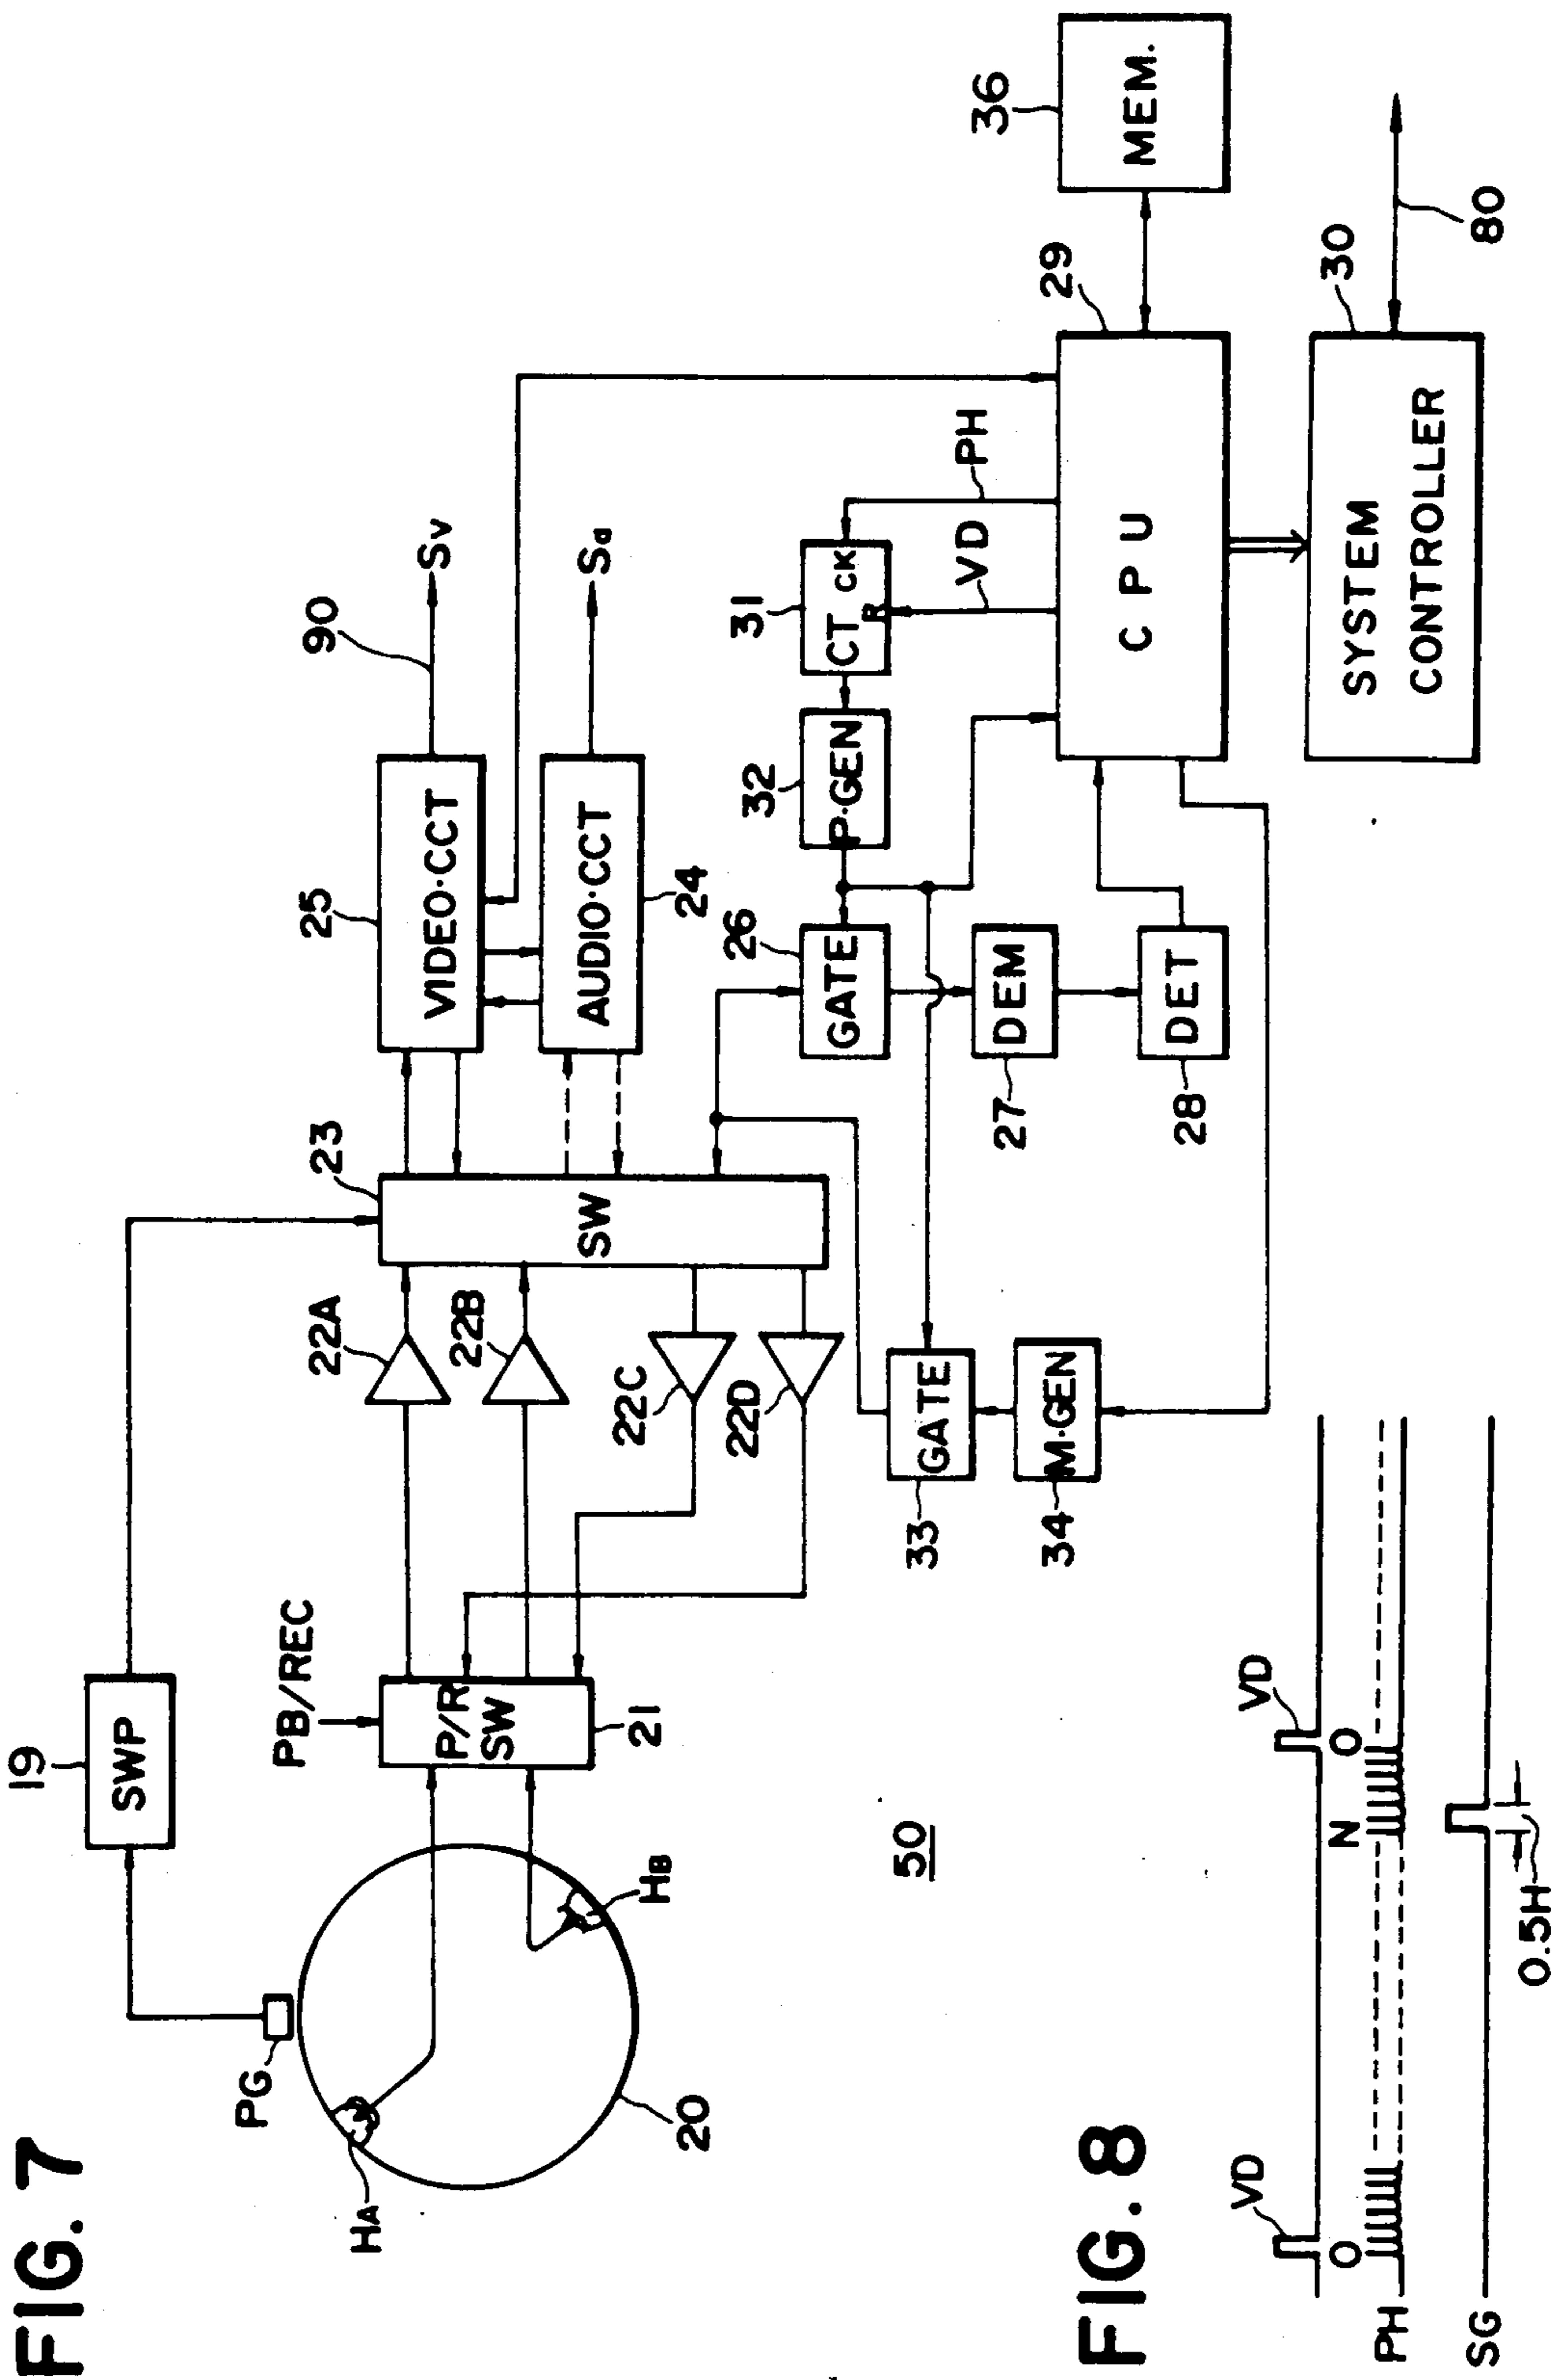 FIG. 7
19
SWP
PG
HA
HB
20
PB/REC
P/R
SW
21
22A
22B
22C
22D
23
SW
25
VIDEO·CCT
90
Sv
AUDIO·CCT
24
Sa
26
GATE
32
P·GEN
31
CT CK
R
VD
PH
27
DEM
28
DET
33
GATE
34
M·GEN
29
CPU
36
MEM.
30
SYSTEM
CONTROLLER
80
50
FIG. 8
VD
VD
PH
O
N
O
SG
0.5H